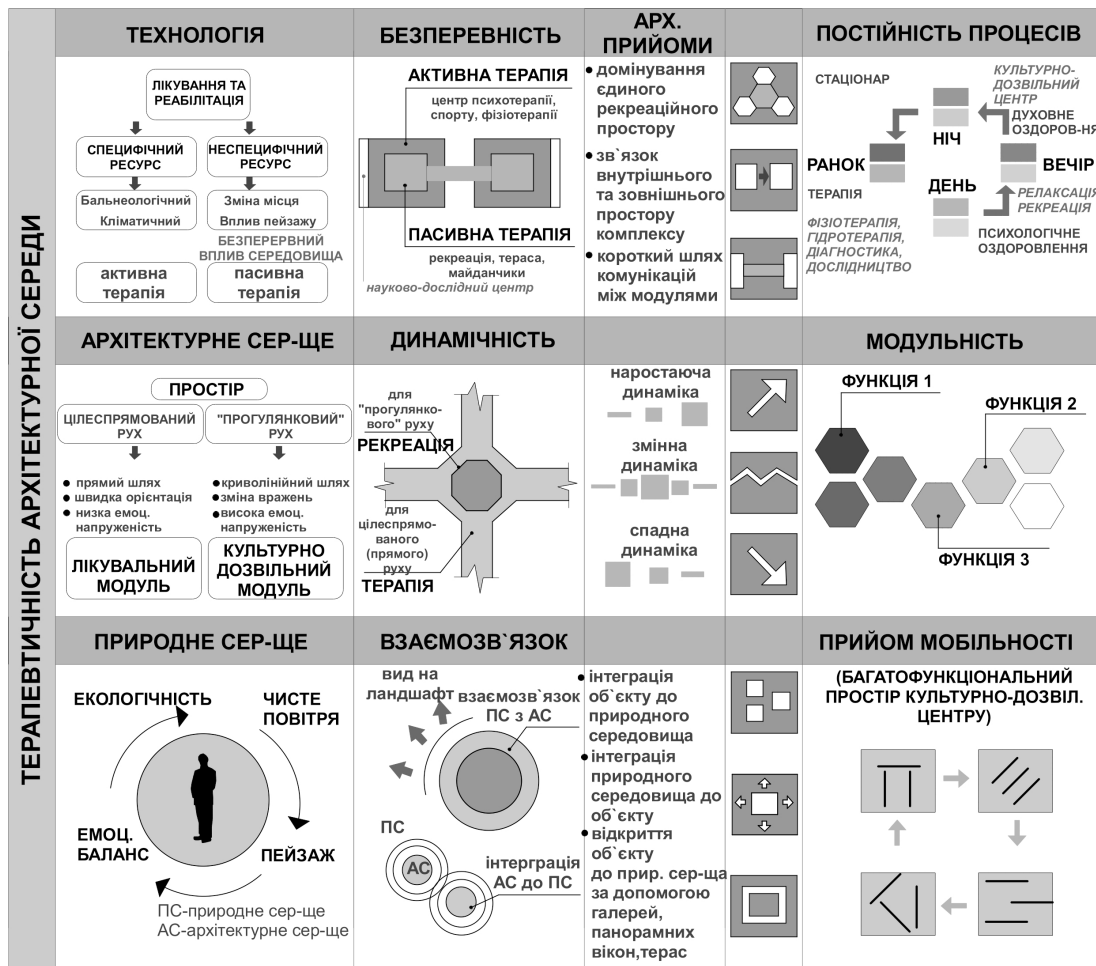 ТЕРАПЕВТИЧНІСТЬ АРХІТЕКТУРНОЇ СЕРЕДИ
ТЕХНОЛОГІЯ
ЛІКУВАННЯ ТА
РЕАБІЛІТАЦІЯ
СПЕЦИФІЧНИЙ
РЕСУРС
НЕСПЕЦИФІЧНИЙ
РЕСУРС
Бальнеологічний
Кліматичний
Зміна місця
Вплив пейзажу
БЕЗПЕРЕРВНИЙ
ВПЛИВ СЕРЕДОВИЩА
активна
терапія
пасивна
терапія
БЕЗПЕРЕВНІСТЬ
АКТИВНА ТЕРАПІЯ
центр психотерапії,
спорту, фізіотерапії
ПАСИВНА ТЕРАПІЯ
рекреація, тераса,
майданчики
науково-дослідний центр
АРХ.
ПРИЙОМИ
• домінування
єдиного
рекреаційного
простору
• зв`язок
внутрішнього
та зовнішнього
простору
комплексу
• короткий шлях
комунікацій
між модулями
ПОСТІЙНІСТЬ ПРОЦЕСІВ
СТАЦІОНАР
КУЛЬТУРНО-
ДОЗВІЛЬНИЙ
ЦЕНТР
ДУХОВНЕ
ОЗДОРОВ-НЯ
НІЧ
РАНОК
ВЕЧІР
ТЕРАПІЯ
ДЕНЬ
РЕЛАКСАЦІЯ
РЕКРЕАЦІЯ
ФІЗІОТЕРАПІЯ,
ГІДРОТЕРАПІЯ,
ДІАГНОСТИКА,
ДОСЛІДНИЦТВО
ПСИХОЛОГІЧНЕ
ОЗДОРОВЛЕННЯ
АРХІТЕКТУРНЕ СЕР-ЩЕ
ПРОСТІР
ЦІЛЕСПРЯМОВАНИЙ
РУХ
"ПРОГУЛЯНКОВИЙ"
РУХ
• прямий шлях
• швидка орієнтація
• низка емоц.
напруженість
• криволінійний шлях
• зміна вражень
• висока емоц.
напруженість
ЛІКУВАЛЬНИЙ
МОДУЛЬ
КУЛЬТУРНО
ДОЗВІЛЬНИЙ
МОДУЛЬ
ДИНАМІЧНІСТЬ
для
"прогулянко-
вого" руху
РЕКРЕАЦІЯ
для
цілеспрямо-
ваного
(прямого)
руху
ТЕРАПІЯ
наростаюча
динаміка
змінна
динаміка
спадна
динаміка
МОДУЛЬНІСТЬ
ФУНКЦІЯ 1
ФУНКЦІЯ 2
ФУНКЦІЯ 3
ПРИРОДНЕ СЕР-ЩЕ
ЕКОЛОГІЧНІСТЬ
ЧИСТЕ
ПОВІТРЯ
ЕМОЦ.
БАЛАНС
ПЕЙЗАЖ
ПС-природне сер-ще
АС-архітектурне сер-ще
ВЗАЄМОЗВ`ЯЗОК
вид на
ландшафт
взаємозв`язок
ПС з АС
ПС
АС
інтерграція
АС до ПС
• інтеграція
об`єкту до
природного
середовища
• інтеграція
природного
середовища до
об`єкту
• відкриття
об`єкту
до прир. сер-ща
за допомогою
галерей,
панорамних
вікон,терас
ПРИЙОМ МОБІЛЬНОСТІ
(БАГАТОФУНКЦІОНАЛЬНИЙ
ПРОСТІР КУЛЬТУРНО-ДОЗВІЛ.
ЦЕНТРУ)